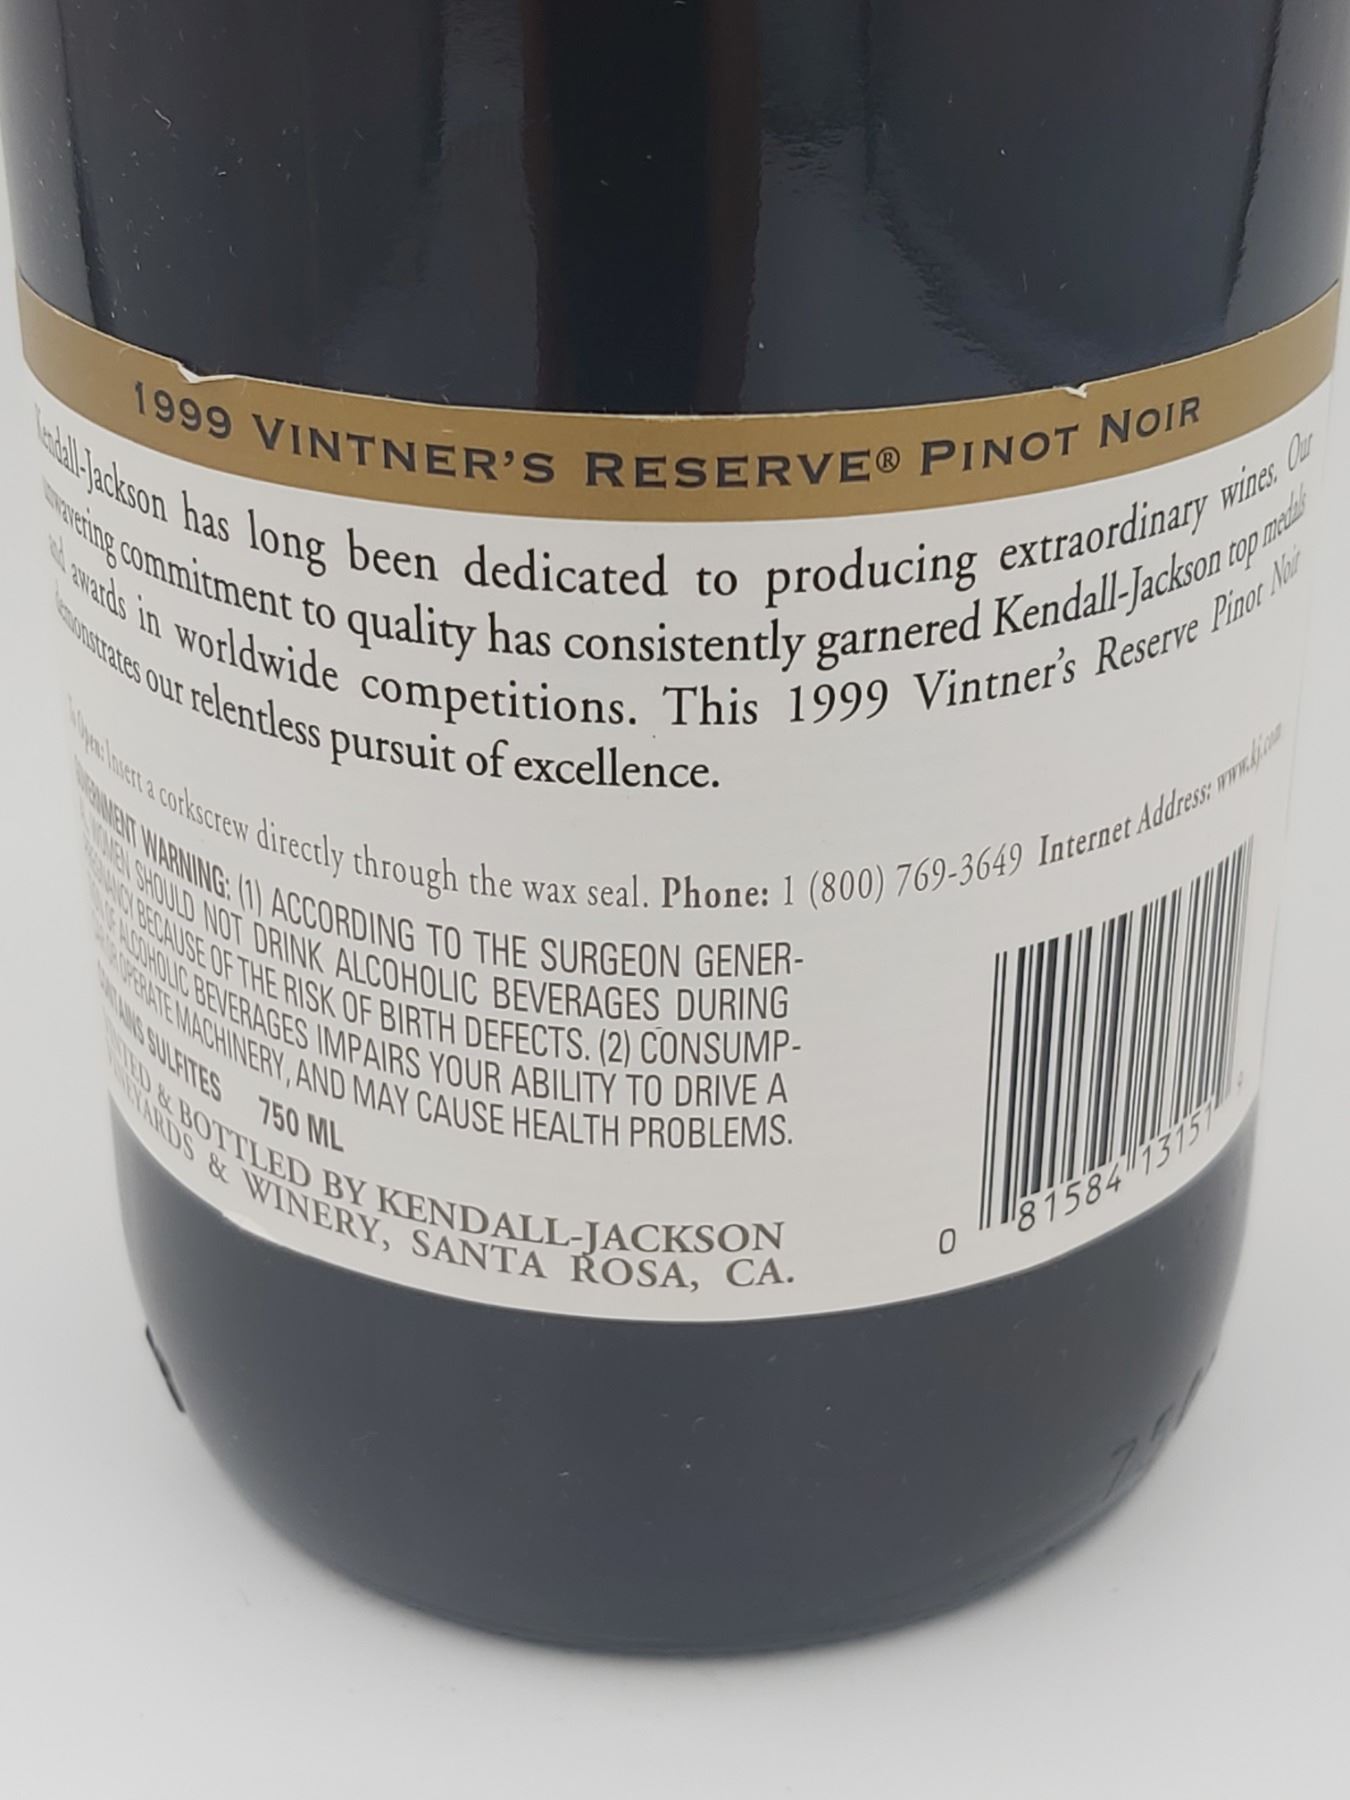 1999 VINTNER'S RESERVE® PINOT NOIR
Kendall-Jackson has long been dedicated to producing extraordinary wines. Our
unwavering commitment to quality has consistently garnered Kendall-Jackson top medals
and awards in worldwide competitions. This 1999 Vintner's Reserve Pinot Noir
demonstrates our relentless pursuit of excellence.
To Open: Insert a corkscrew directly through the wax seal. Phone: 1 (800) 769-3649 Internet Address: www.kj.com
GOVERNMENT WARNING: (1) ACCORDING TO THE SURGEON GENER-
WOMEN SHOULD NOT DRINK ALCOHOLIC BEVERAGES DURING
PREGNANCY BECAUSE OF THE RISK OF BIRTH DEFECTS. (2) CONSUMP-
OF ALCOHOLIC BEVERAGES IMPAIRS YOUR ABILITY TO DRIVE A
OR OPERATE MACHINERY, AND MAY CAUSE HEALTH PROBLEMS.
CONTAINS SULFITES 750 ML
& BOTTLED BY KENDALL-JACKSON
VINEYARDS & WINERY, SANTA ROSA, CA.
0 81584 13151 9